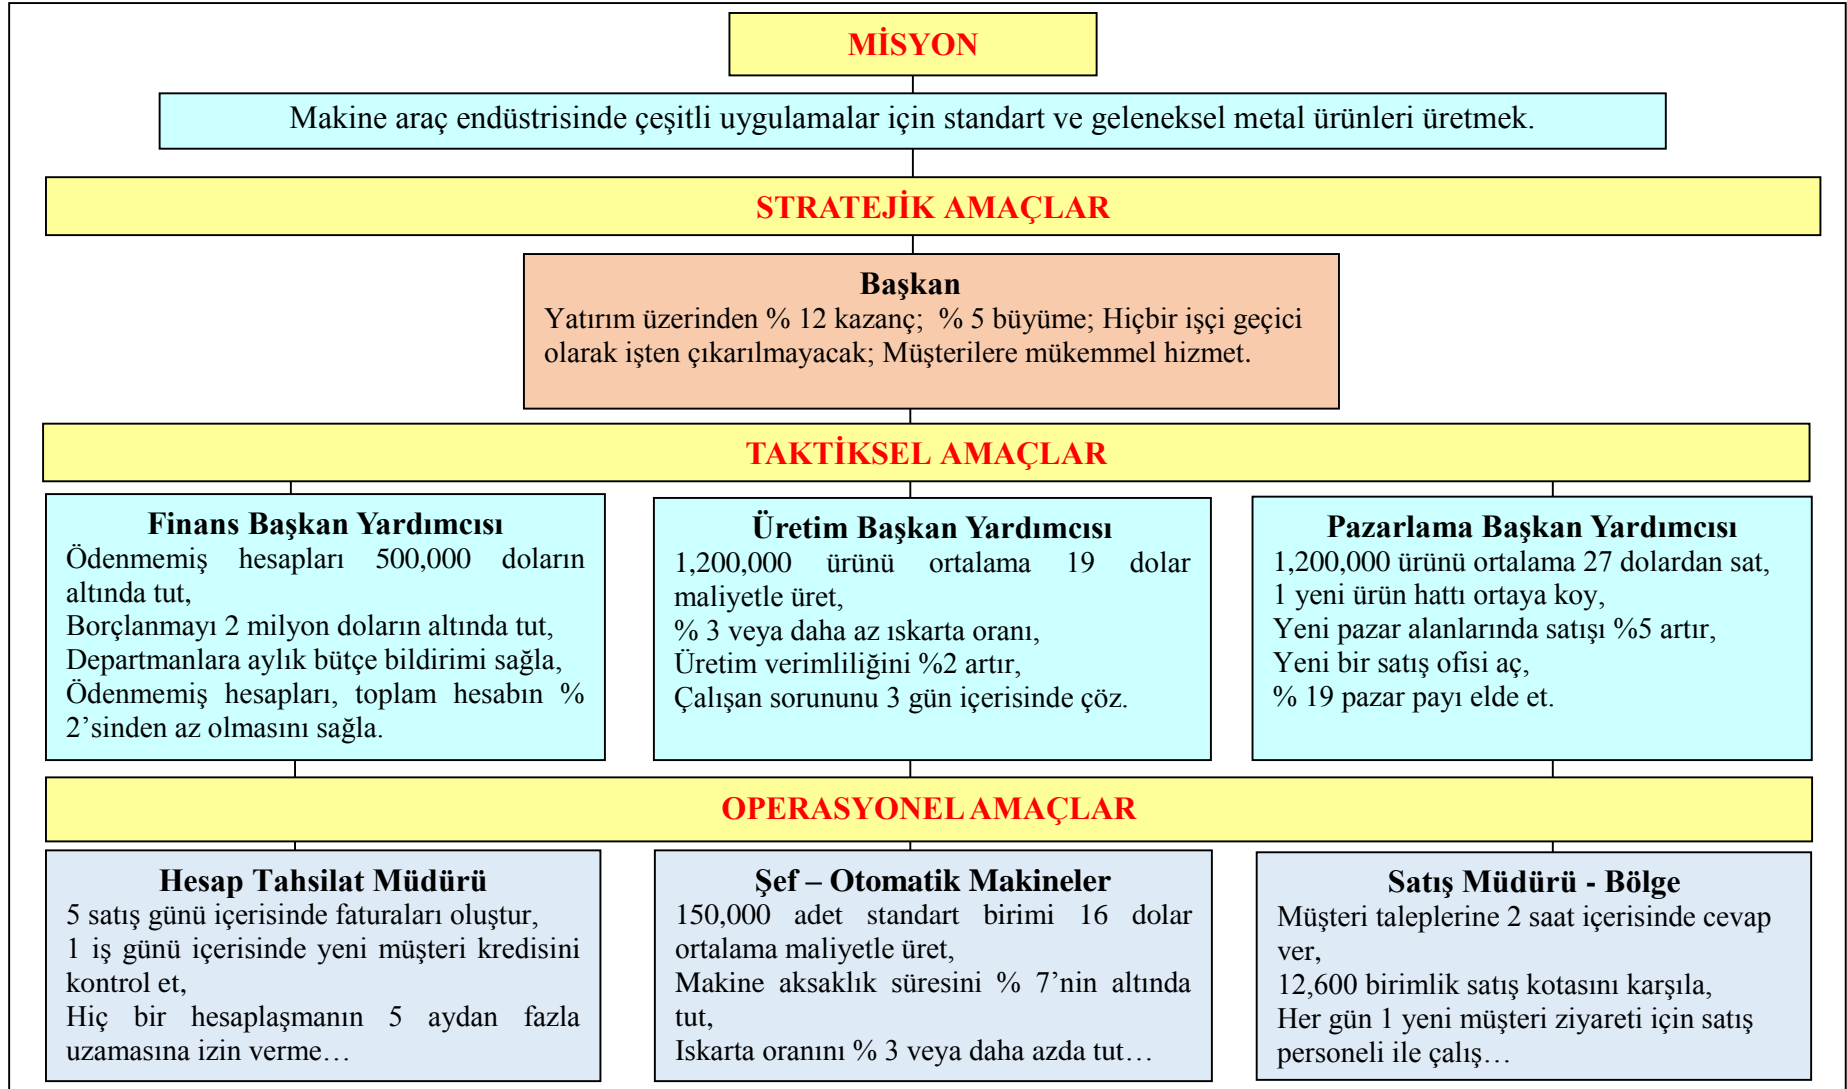 MİSYON
Makine araç endüstrisinde çeşitli uygulamalar için standart ve geleneksel metal ürünleri üretmek.
STRATEJİK AMAÇLAR
Başkan
Yatırım üzerinden % 12 kazanç; % 5 büyüme; Hiçbir işçi geçici
olarak işten çıkarılmayacak; Müşterilere mükemmel hizmet.
TAKTİKSEL AMAÇLAR
Finans Başkan Yardımcısı
Ödenmemiş hesapları 500,000 doların
altında tut,
Borçlanmayı 2 milyon doların altında tut,
Departmanlara aylık bütçe bildirimi sağla,
Ödenmemiş hesapları, toplam hesabın %
2’sinden az olmasını sağla.
Üretim Başkan Yardımcısı
1,200,000 ürünü ortalama 19 dolar
maliyetle üret,
% 3 veya daha az ıskarta oranı,
Üretim verimliliğini %2 artır,
Çalışan sorununu 3 gün içerisinde çöz.
Pazarlama Başkan Yardımcısı
1,200,000 ürünü ortalama 27 dolardan sat,
1 yeni ürün hattı ortaya koy,
Yeni pazar alanlarında satışı %5 artır,
Yeni bir satış ofisi aç,
% 19 pazar payı elde et.
OPERASYONEL AMAÇLAR
Hesap Tahsilat Müdürü
5 satış günü içerisinde faturaları oluştur,
1 iş günü içerisinde yeni müşteri kredisini
kontrol et,
Hiç bir hesaplaşmanın 5 aydan fazla
uzamasına izin verme…
Şef – Otomatik Makineler
150,000 adet standart birimi 16 dolar
ortalama maliyetle üret,
Makine aksaklık süresini % 7’nin altında
tut,
Iskarta oranını % 3 veya daha azda tut…
Satış Müdürü - Bölge
Müşteri taleplerine 2 saat içerisinde cevap
ver,
12,600 birimlik satış kotasını karşıla,
Her gün 1 yeni müşteri ziyareti için satış
personeli ile çalış…